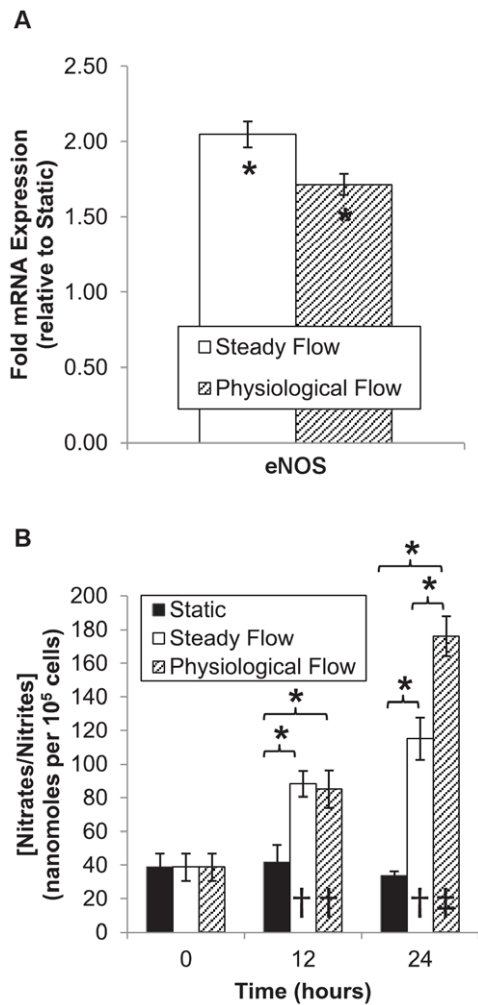 A
Fold mRNA Expression
(relative to Static)
2.50
2.00
1.50
1.00
0.50
0.00
*
*
Steady Flow
Physiological Flow
eNOS
B
[Nitrates/Nitrites]
(nanomoles per 10⁵ cells)
200
180
160
140
120
100
80
60
40
20
0
Static
Steady Flow
Physiological Flow
*
*
*
*
*
† †
† ‡
0 12 24
Time (hours)